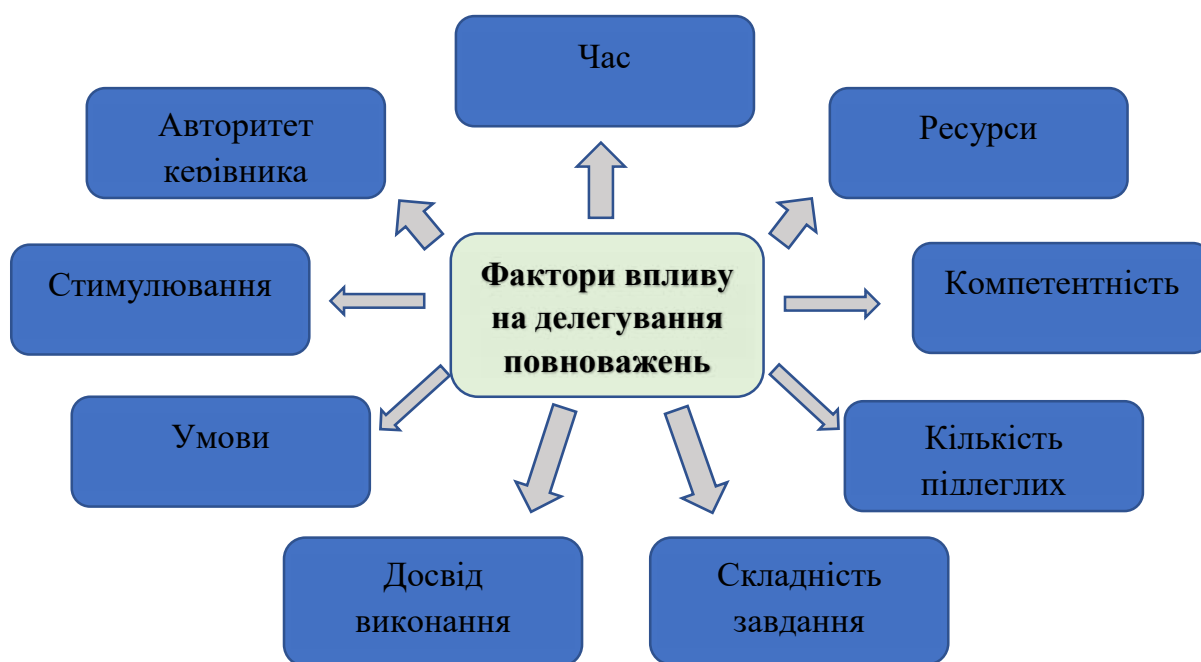 Час
Авторитет
керівника
Ресурси
Стимулювання
Фактори впливу
на делегування
повноважень
Компетентність
Умови
Кількість
підлеглих
Досвід
виконання
Складність
завдання